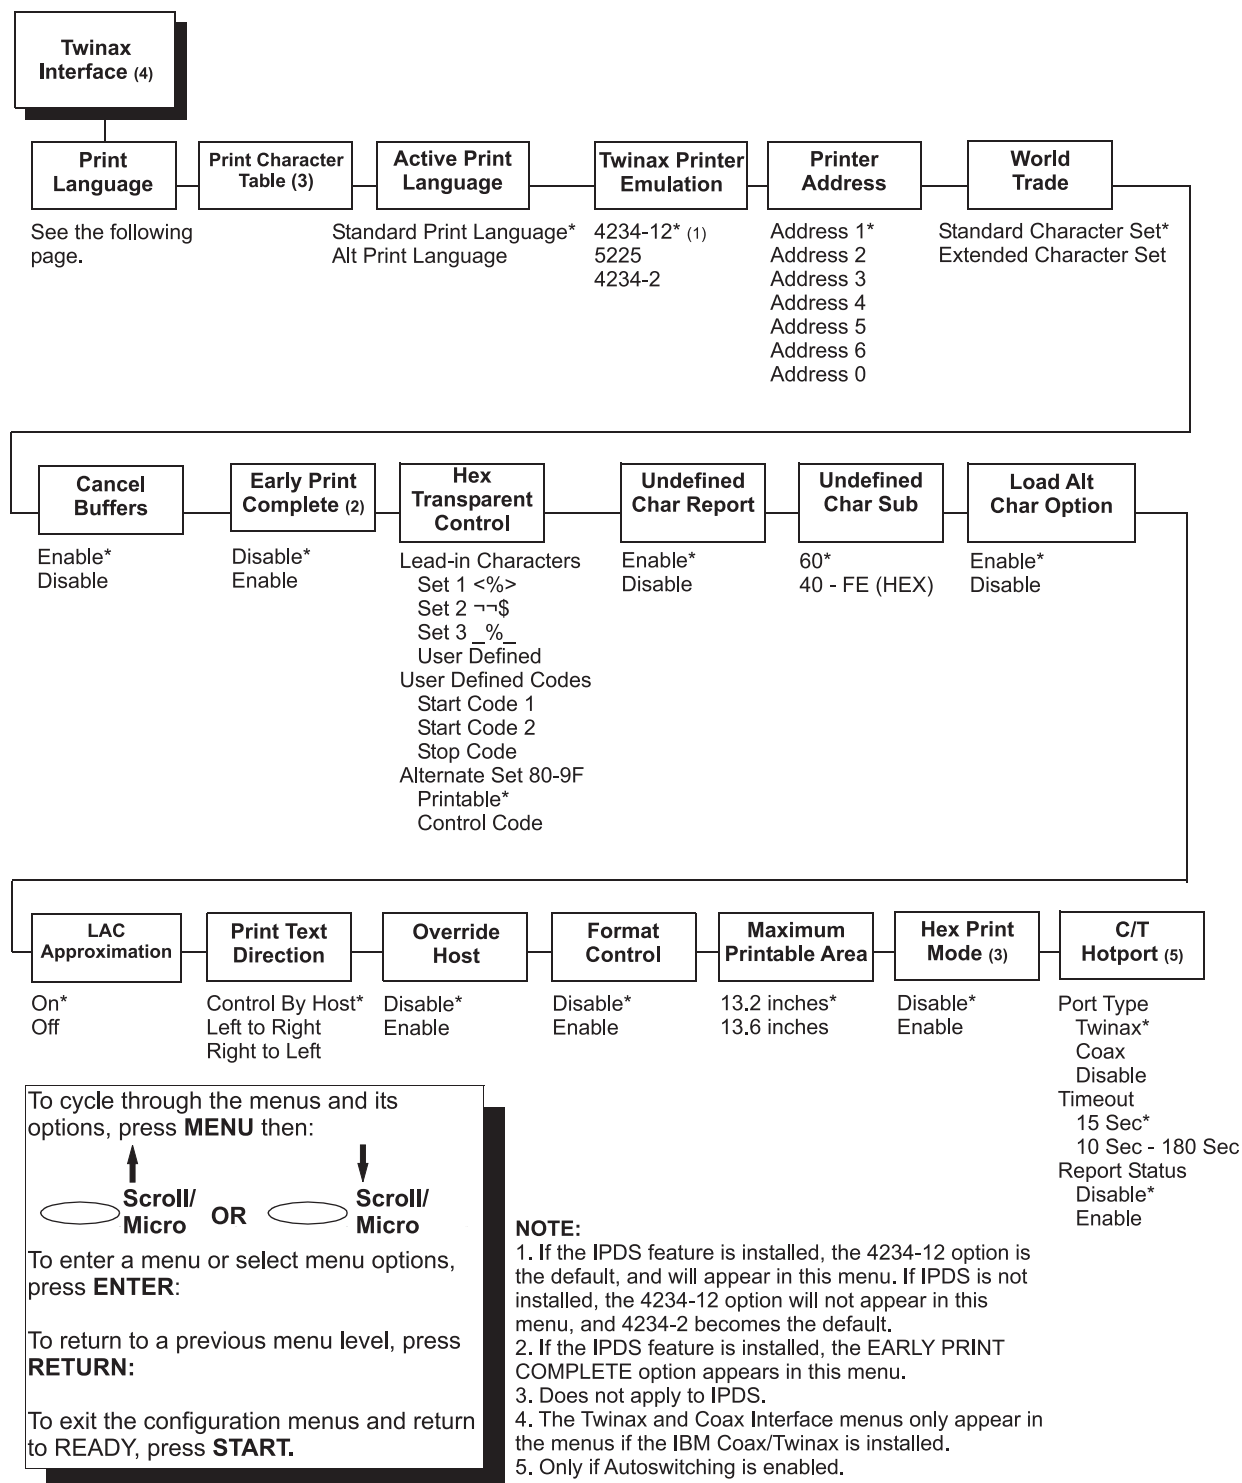 Twinax
Interface (4)
Print
Language
Print Character
Table (3)
Active Print
Language
Twinax Printer
Emulation
Printer
Address
World
Trade
See the following
page.
Standard Print Language*
Alt Print Language
4234-12* (1)
5225
4234-2
Address 1*
Address 2
Address 3
Address 4
Address 5
Address 6
Address 0
Standard Character Set*
Extended Character Set
Cancel
Buffers
Early Print
Complete (2)
Hex
Transparent
Control
Undefined
Char Report
Undefined
Char Sub
Load Alt
Char Option
Enable*
Disable
Disable*
Enable
Lead-in Characters
Set 1 <%>
Set 2 ¬¬$
Set 3 _%_
User Defined
User Defined Codes
Start Code 1
Start Code 2
Stop Code
Alternate Set 80-9F
Printable*
Control Code
Enable*
Disable
60*
40 - FE (HEX)
Enable*
Disable
LAC
Approximation
Print Text
Direction
Override
Host
Format
Control
Maximum
Printable Area
Hex Print
Mode (3)
C/T
Hotport (5)
On*
Off
Control By Host*
Left to Right
Right to Left
Disable*
Enable
Disable*
Enable
13.2 inches*
13.6 inches
Disable*
Enable
Port Type
Twinax*
Coax
Disable
Timeout
15 Sec*
10 Sec - 180 Sec
Report Status
Disable*
Enable
To cycle through the menus and its
options, press MENU then:
Scroll/
Micro
OR
Scroll/
Micro
To enter a menu or select menu options,
press ENTER:
To return to a previous menu level, press
RETURN:
To exit the configuration menus and return
to READY, press START.
NOTE:
1. If the IPDS feature is installed, the 4234-12 option is
the default, and will appear in this menu. If IPDS is not
installed, the 4234-12 option will not appear in this
menu, and 4234-2 becomes the default.
2. If the IPDS feature is installed, the EARLY PRINT
COMPLETE option appears in this menu.
3. Does not apply to IPDS.
4. The Twinax and Coax Interface menus only appear in
the menus if the IBM Coax/Twinax is installed.
5. Only if Autoswitching is enabled.